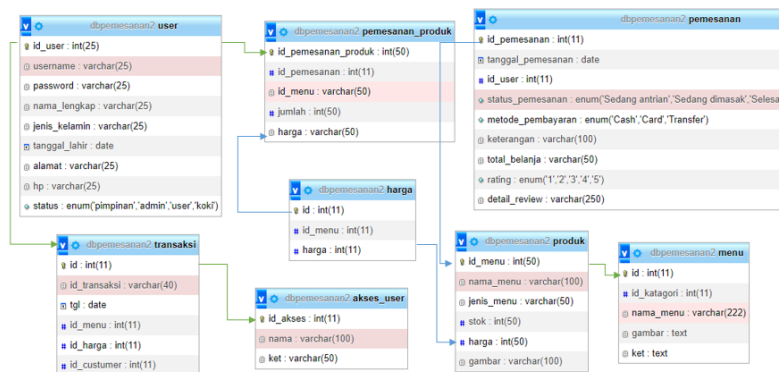 dbpemesanan2 user
id_user : int(25)
username : varchar(25)
password : varchar(25)
nama_lengkap : varchar(25)
jenis_kelamin : varchar(25)
tanggal_lahir : date
alamat : varchar(25)
hp : varchar(25)
status : enum('pimpinan','admin','user','koki')
dbpemesanan2 pemesanan_produk
id_pemesanan_produk : int(50)
id_pemesanan : int(11)
id_menu : varchar(50)
jumlah : int(50)
harga : varchar(50)
dbpemesanan2 pemesanan
id_pemesanan : int(11)
tanggal_pemesanan : date
id_user : int(11)
status_pemesanan : enum('Sedang antrian','Sedang dimasak','Selesa
metode_pembayaran : enum('Cash','Card','Transfer')
keterangan : varchar(100)
total_belanja : varchar(50)
rating : enum('1','2','3','4','5')
detail_review : varchar(250)
dbpemesanan2 harga
id : int(11)
id_menu : int(11)
harga : int(11)
dbpemesanan2 transaksi
id : int(11)
id_transaksi : varchar(40)
tgl : date
id_menu : int(11)
id_harga : int(11)
id_custumer : int(11)
dbpemesanan2 akses_user
id_akses : int(11)
nama : varchar(100)
ket : varchar(50)
dbpemesanan2 produk
id_menu : int(50)
nama_menu : varchar(100)
jenis_menu : varchar(50)
stok : int(50)
harga : int(50)
gambar : varchar(100)
dbpemesanan2 menu
id : int(11)
id_katagori : int(11)
nama_menu : varchar(222)
gambar : text
ket : text